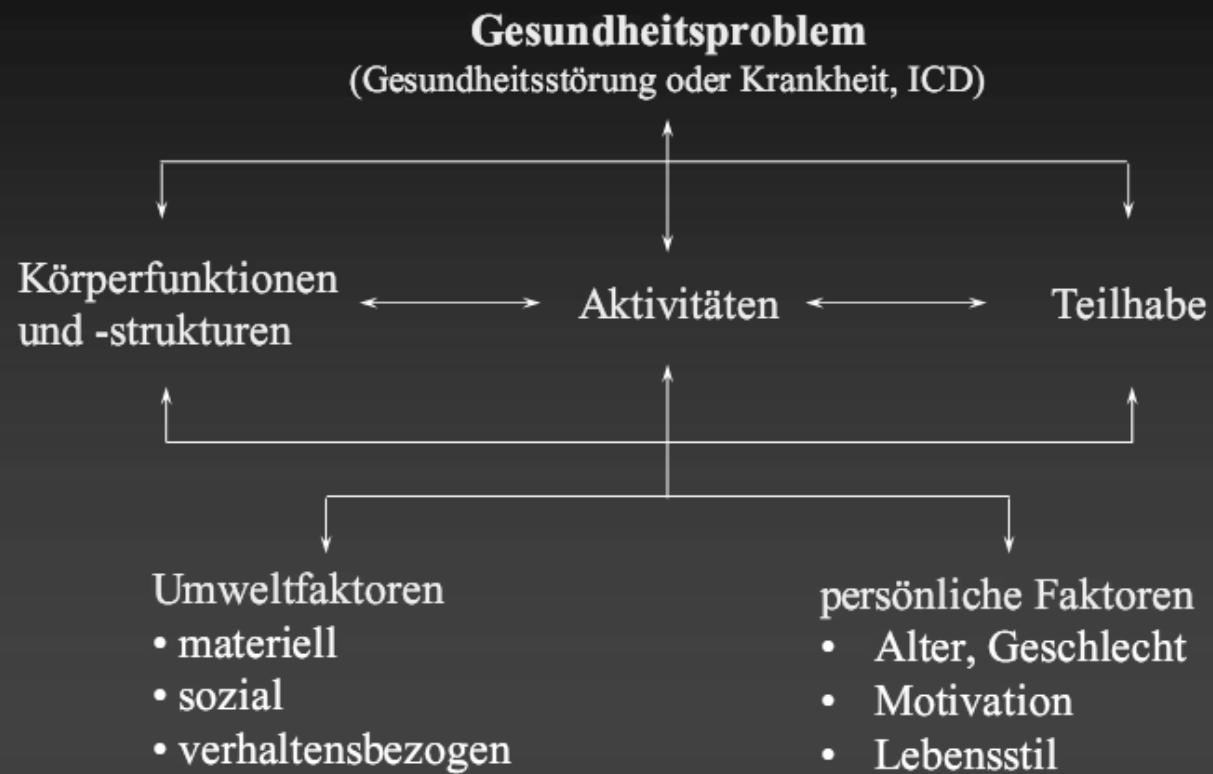 Gesundheitsproblem
(Gesundheitsstörung oder Krankheit, ICD)
Körperfunktionen
und -strukturen
Aktivitäten
Teilhabe
Umweltfaktoren
• materiell
• sozial
• verhaltensbezogen
persönliche Faktoren
• Alter, Geschlecht
• Motivation
• Lebensstil